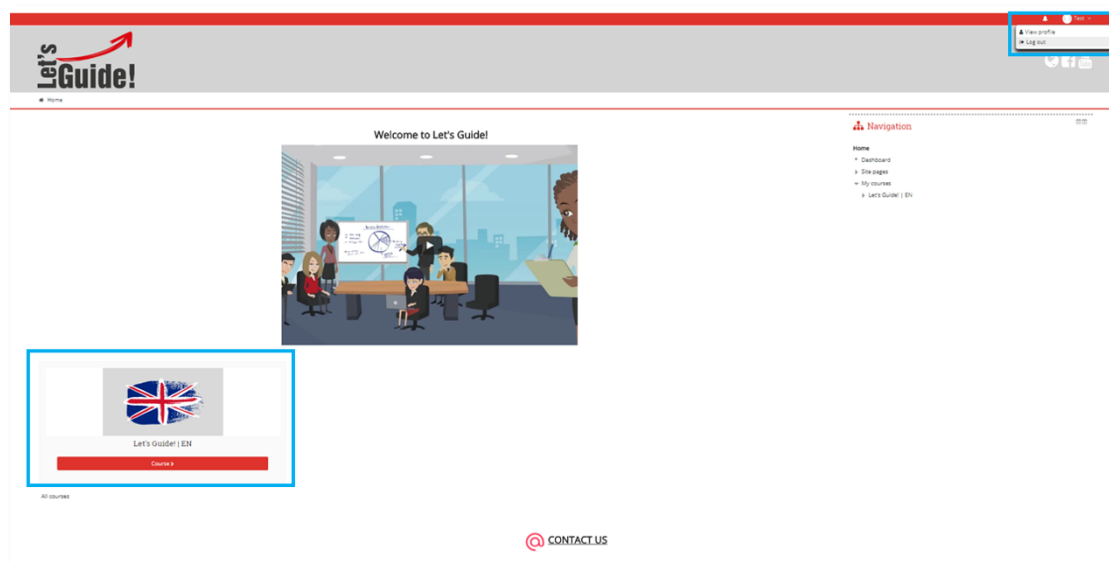 Test
View profile
Log out
Let's
Guide!
Home
Welcome to Let's Guide!
Navigation
Home
Dashboard
Site pages
My courses
Let's Guide! | EN
Let's Guide! | EN
Course
All courses
@ CONTACT US